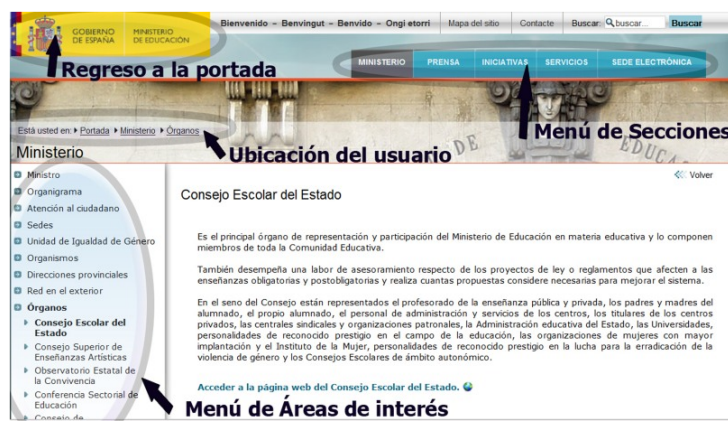 GOBIERNO DE ESPAÑA
MINISTERIO DE EDUCACIÓN
Bienvenido - Benvingut - Benvido - Ongi etorri
Mapa del sitio
Contacte
Buscar: buscar... Buscar
Regreso a la portada
MINISTERIO PRENSA INICIATIVAS SERVICIOS SEDE ELECTRÓNICA
Menú de Secciones
Está usted en: Portada Ministerio Órganos
Ubicación del usuario
DE EDUCA
Ministerio
Volver
Ministro
Organigrama
Atención al ciudadano
Sedes
Unidad de Igualdad de Género
Organismos
Direcciones provinciales
Red en el exterior
Órganos
Consejo Escolar del
Estado
Consejo Superior de
Enseñanzas Artísticas
Observatorio Estatal de
la Convivencia
Conferencia Sectorial de
Educación
Consejo de
Consejo Escolar del Estado
Es el principal órgano de representación y participación del Ministerio de Educación en materia educativa y lo componen
miembros de toda la Comunidad Educativa.
También desempeña una labor de asesoramiento respecto de los proyectos de ley o reglamentos que afecten a las
enseñanzas obligatorias y postobligatorias y realiza cuantas propuestas considere necesarias para mejorar el sistema.
En el seno del Consejo están representados el profesorado de la enseñanza pública y privada, los padres y madres del
alumnado, el propio alumnado, el personal de administración y servicios de los centros, los titulares de los centros
privados, las centrales sindicales y organizaciones patronales, la Administración educativa del Estado, las Universidades,
personalidades de reconocido prestigio en el campo de la educación, las organizaciones de mujeres con mayor
implantación y el Instituto de la Mujer, personalidades de reconocido prestigio en la lucha para la erradicación de la
violencia de género y los Consejos Escolares de ámbito autonómico.
Acceder a la página web del Consejo Escolar del Estado.
Menú de Áreas de interés